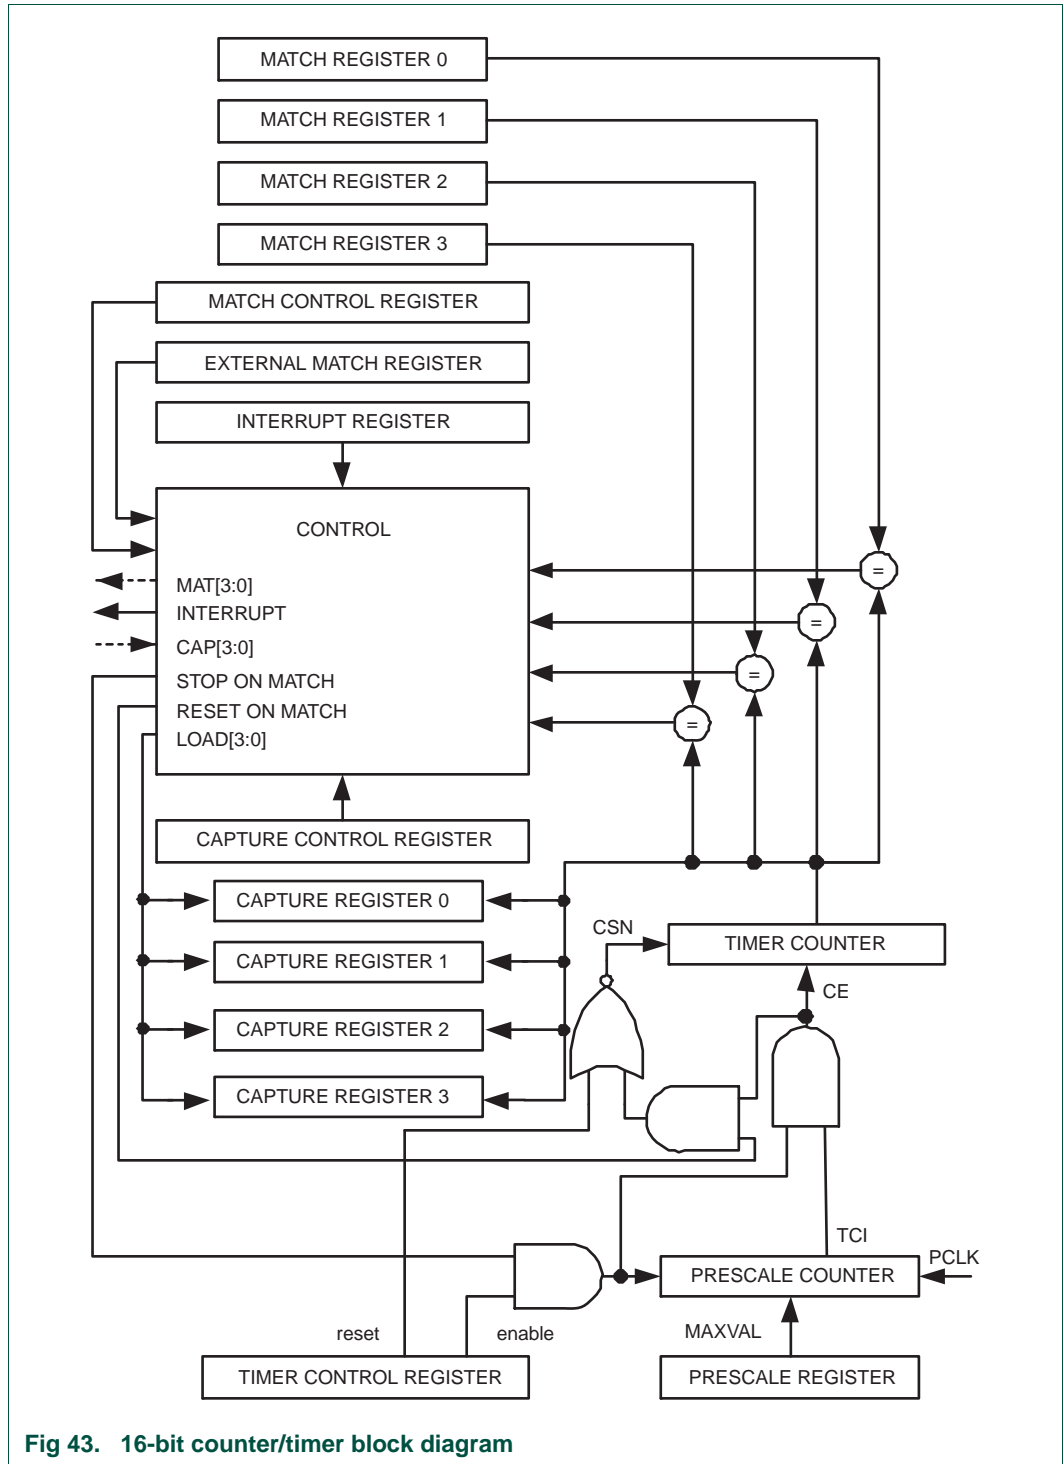 MATCH REGISTER 0
MATCH REGISTER 1
MATCH REGISTER 2
MATCH REGISTER 3
MATCH CONTROL REGISTER
EXTERNAL MATCH REGISTER
INTERRUPT REGISTER
CONTROL
=
MAT[3:0]
INTERRUPT
=
CAP[3:0]
STOP ON MATCH
=
RESET ON MATCH
=
LOAD[3:0]
CAPTURE CONTROL REGISTER
CAPTURE REGISTER 0
CSN
TIMER COUNTER
CAPTURE REGISTER 1
CE
CAPTURE REGISTER 2
CAPTURE REGISTER 3
TCI
PCLK
PRESCALE COUNTER
reset
enable
MAXVAL
TIMER CONTROL REGISTER
PRESCALE REGISTER
Fig 43. 16-bit counter/timer block diagram